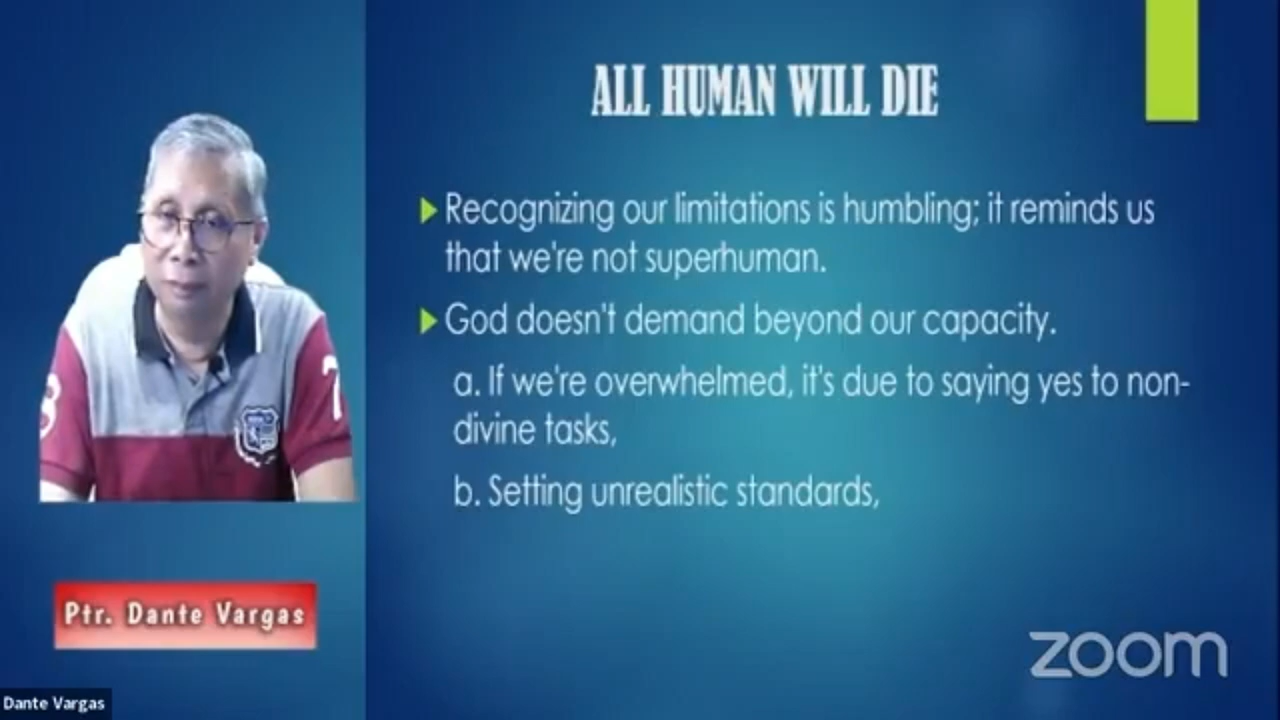 ALL HUMAN WILL DIE
Recognizing our limitations is humbling; it reminds us
that we're not superhuman.
God doesn't demand beyond our capacity.
a. If we're overwhelmed, it's due to saying yes to non-
divine tasks,
b. Setting unrealistic standards,
8
7
Ptr. Dante Vargas
zoom
Dante Vargas